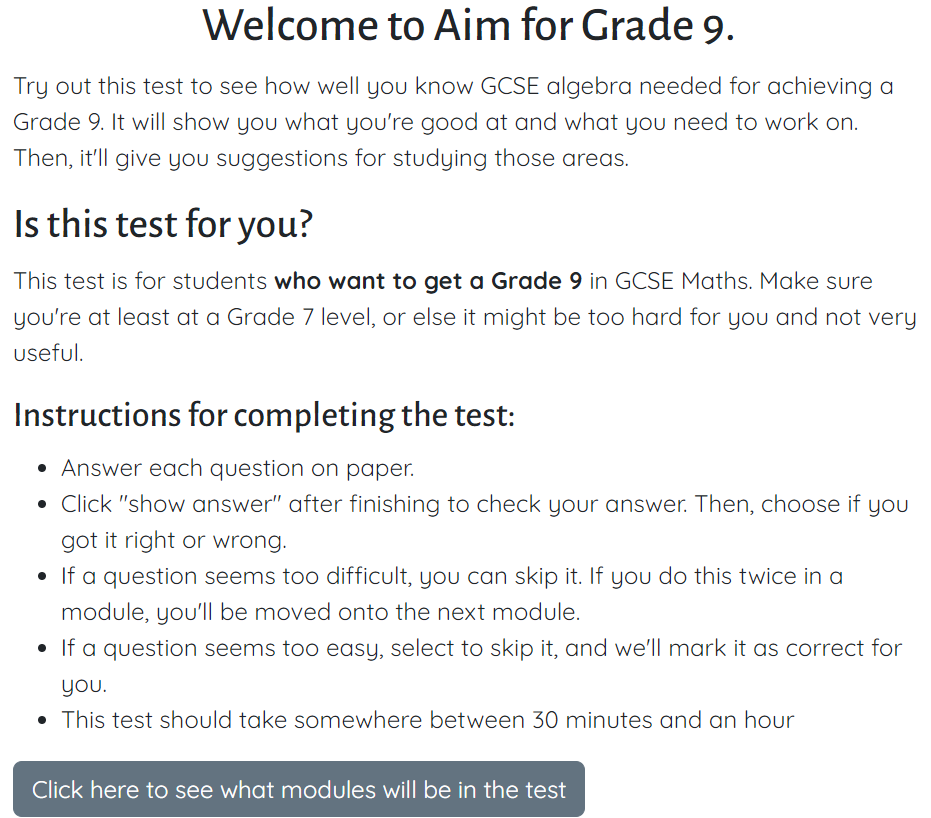 Welcome to Aim for Grade 9.
Try out this test to see how well you know GCSE algebra needed for achieving a
Grade 9. It will show you what you're good at and what you need to work on.
Then, it'll give you suggestions for studying those areas.
Is this test for you?
This test is for students who want to get a Grade 9 in GCSE Maths. Make sure
you're at least at a Grade 7 level, or else it might be too hard for you and not very
useful.
Instructions for completing the test:
• Answer each question on paper.
• Click "show answer" after finishing to check your answer. Then, choose if you
got it right or wrong.
• If a question seems too difficult, you can skip it. If you do this twice in a
module, you'll be moved onto the next module.
• If a question seems too easy, select to skip it, and we'll mark it as correct for
you.
• This test should take somewhere between 30 minutes and an hour
Click here to see what modules will be in the test